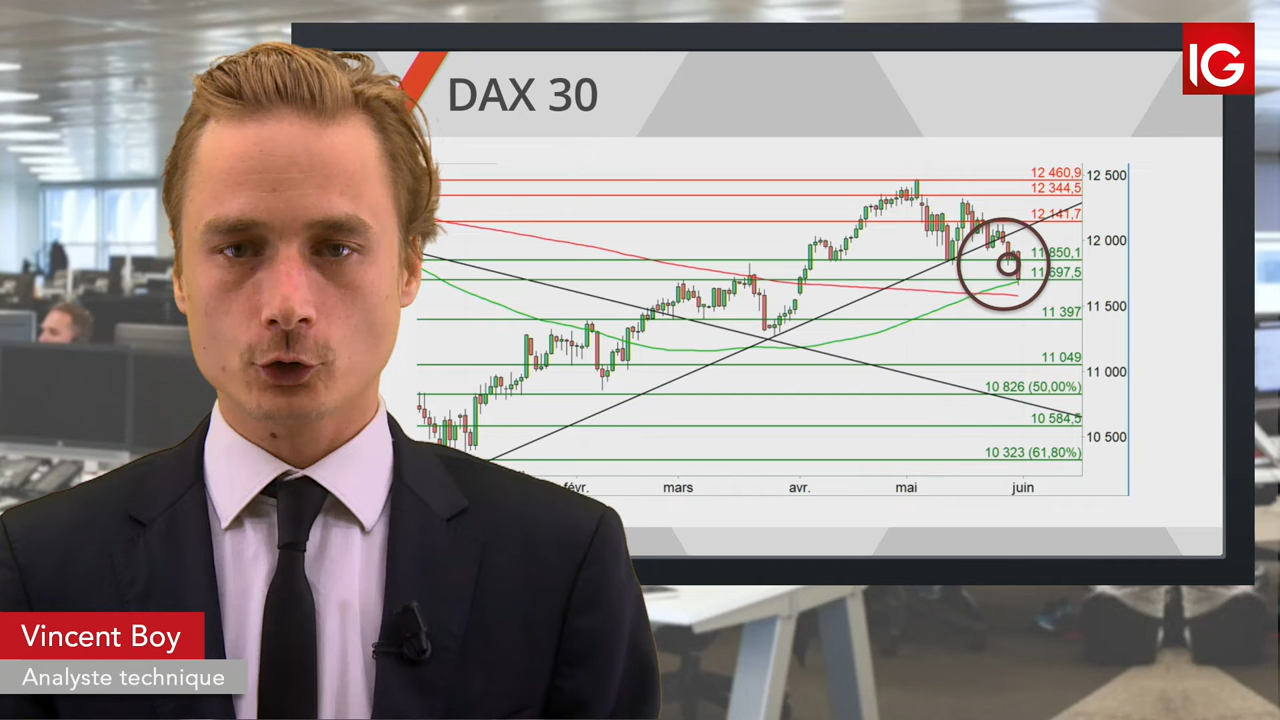 IG
DAX 30
12 460,9
12 500
12 344,5
12 141,7
12 000
11 850,1
11 697,5
11 500
11 397
11 049
11 000
10 826 (50,00%)
10 584,5
10 500
10 323 (61,80%)
févr.
mars
avr.
mai
juin
Vincent Boy
Analyste technique